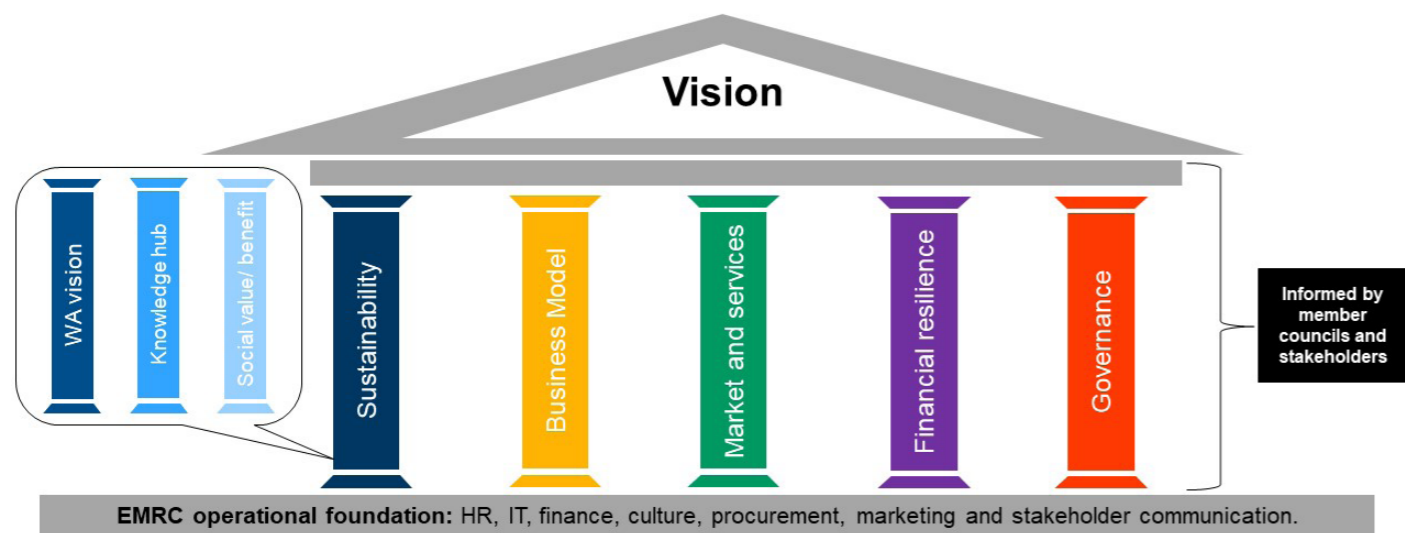 Vision
WA vision
Knowledge hub
Social value/ benefit
Sustainability
Business Model
Market and services
Financial resilience
Governance
Informed by
member
councils and
stakeholders
EMRC operational foundation: HR, IT, finance, culture, procurement, marketing and stakeholder communication.